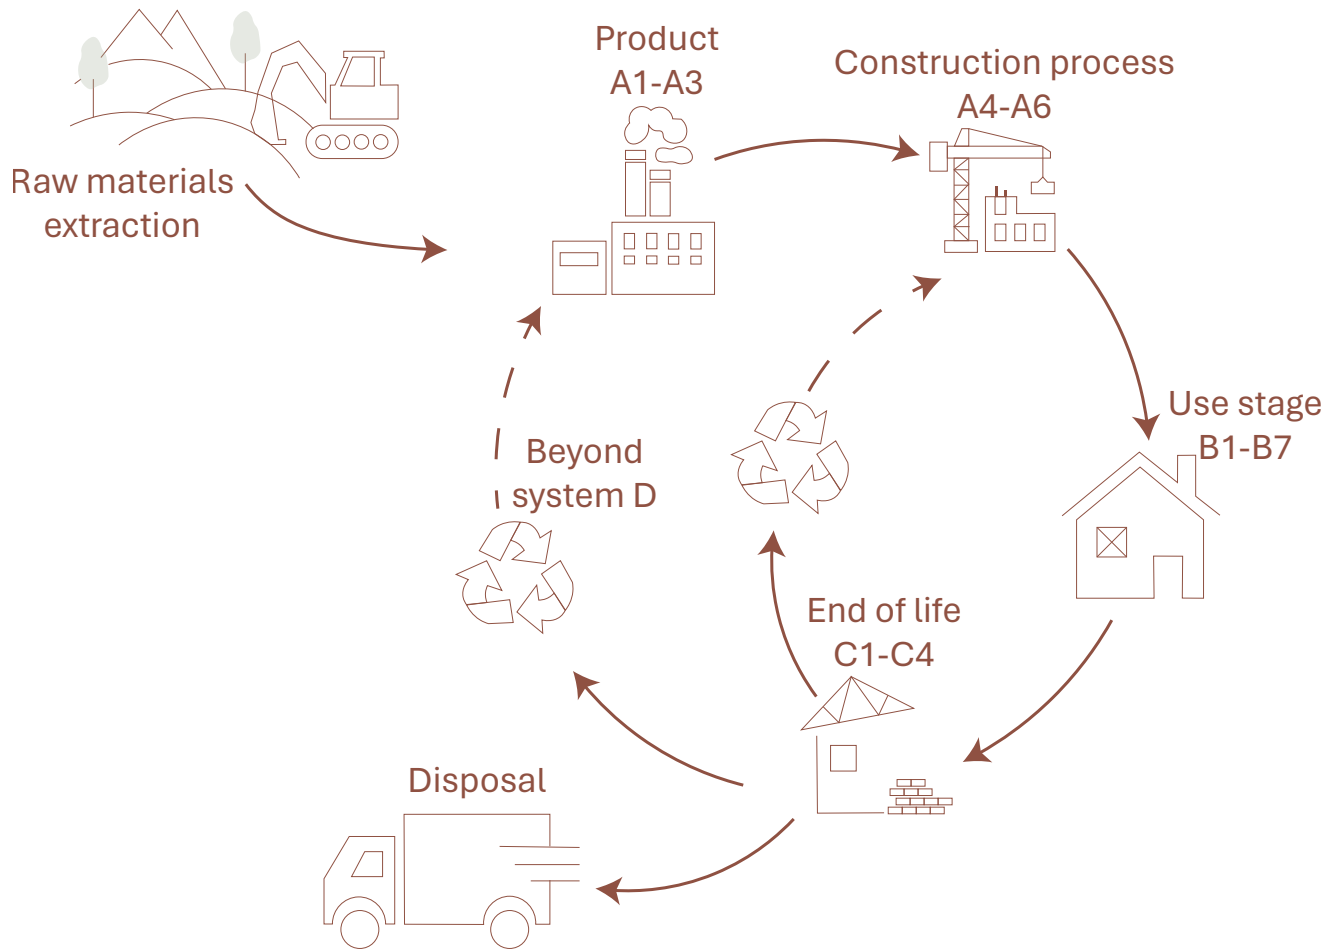 Product
A1-A3
Construction process
A4-A6
Raw materials
extraction
Use stage
B1-B7
Beyond
system D
End of life
C1-C4
Disposal